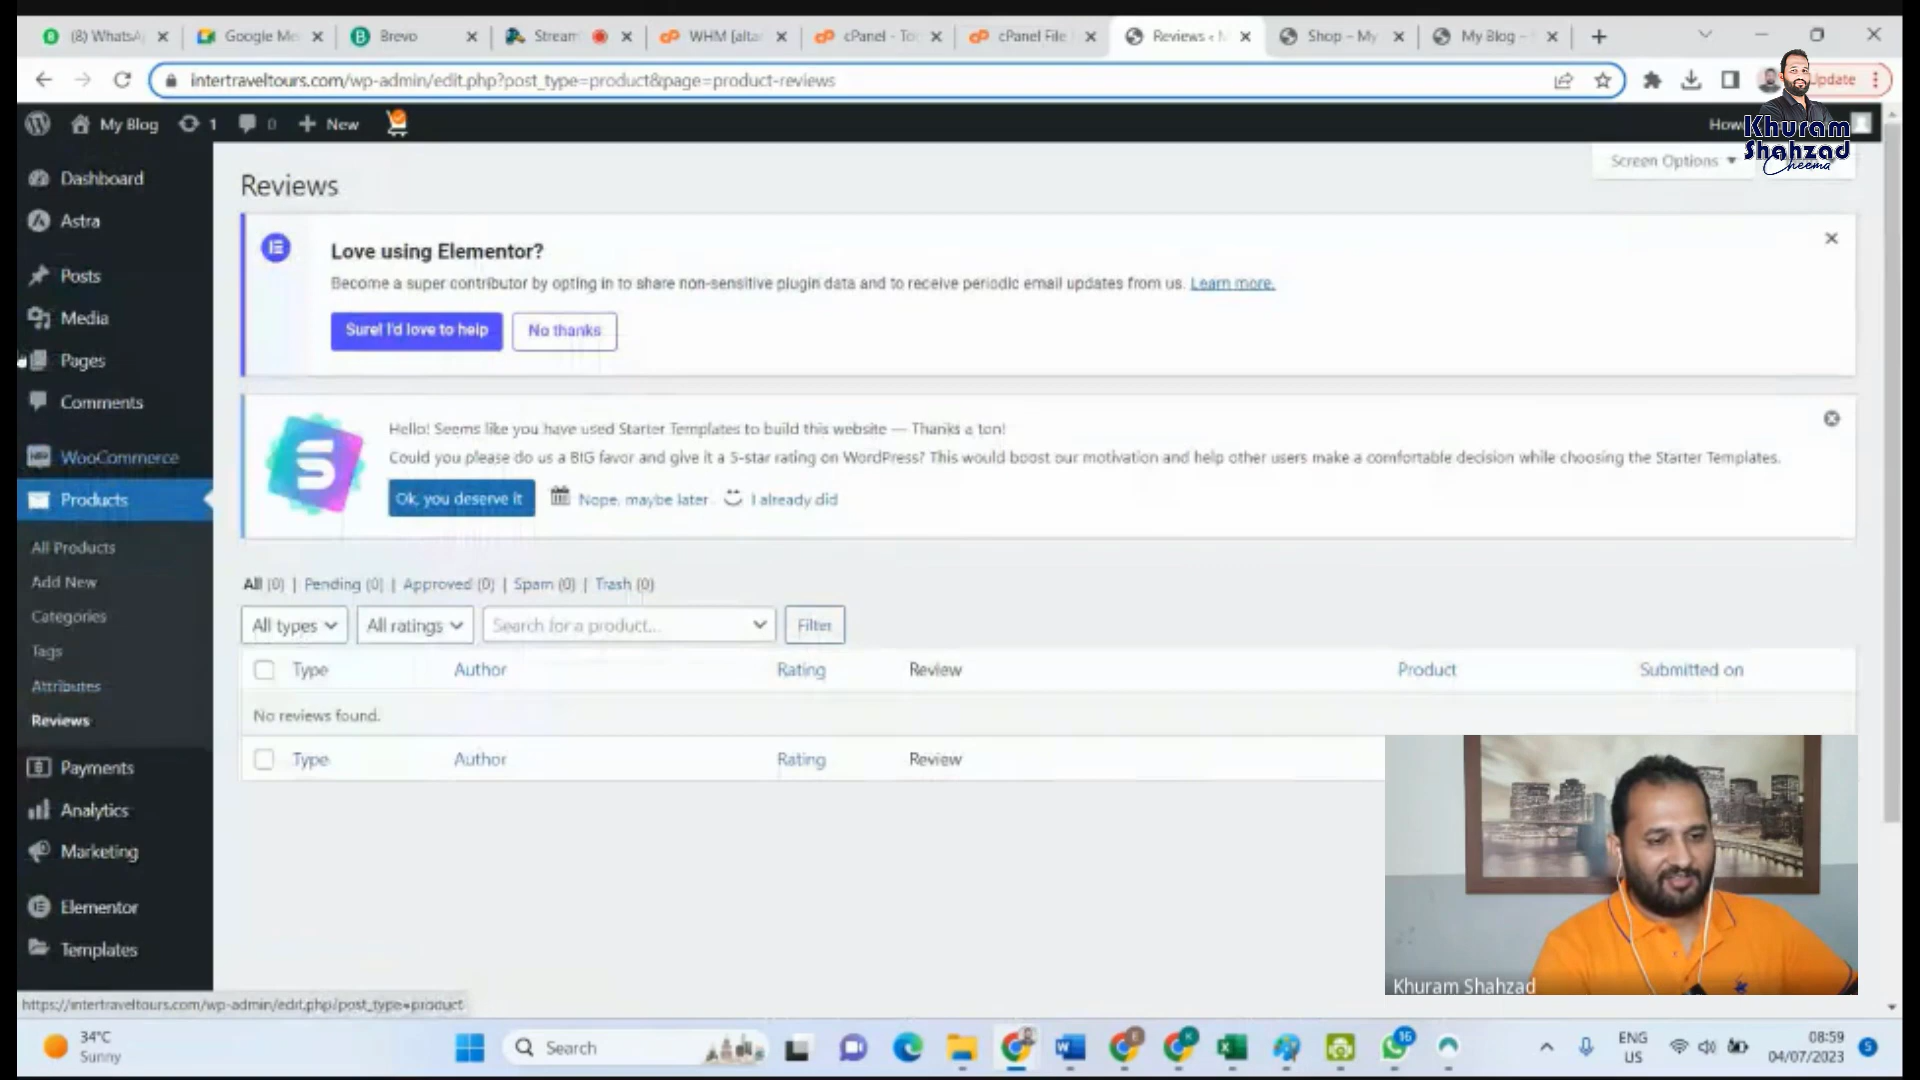 (8) WhatsA
Google Me
Brevo
Stream
WHM [alta
cPanel - To
cPanel File
Reviews ‹ M
Shop – My
My Blog –
intertraveltours.com/wp-admin/edit.php?post_type=product&page=product-reviews
Update
My Blog
1
0
New
How
Khuram
Shahzad
Cheema
Screen Options
Dashboard
Astra
Posts
Media
Pages
Comments
WooCommerce
Products
All Products
Add New
Categories
Tags
Attributes
Reviews
Payments
Analytics
Marketing
Elementor
Templates
Reviews
Love using Elementor?
Become a super contributor by opting in to share non-sensitive plugin data and to receive periodic email updates from us. Learn more.
Sure! I'd love to help
No thanks
Hello! Seems like you have used Starter Templates to build this website — Thanks a ton!
Could you please do us a BIG favor and give it a 5-star rating on WordPress? This would boost our motivation and help other users make a comfortable decision while choosing the Starter Templates.
Ok, you deserve it
Nope, maybe later
I already did
All (0) | Pending (0) | Approved (0) | Spam (0) | Trash (0)
All types
All ratings
Search for a product...
Filter
Type Author Rating Review Product Submitted on
No reviews found.
Type Author Rating Review
Khuram Shahzad
https://intertraveltours.com/wp-admin/edit.php?post_type=product
34°C
Sunny
Search
16
ENG
US
08:59
04/07/2023
5